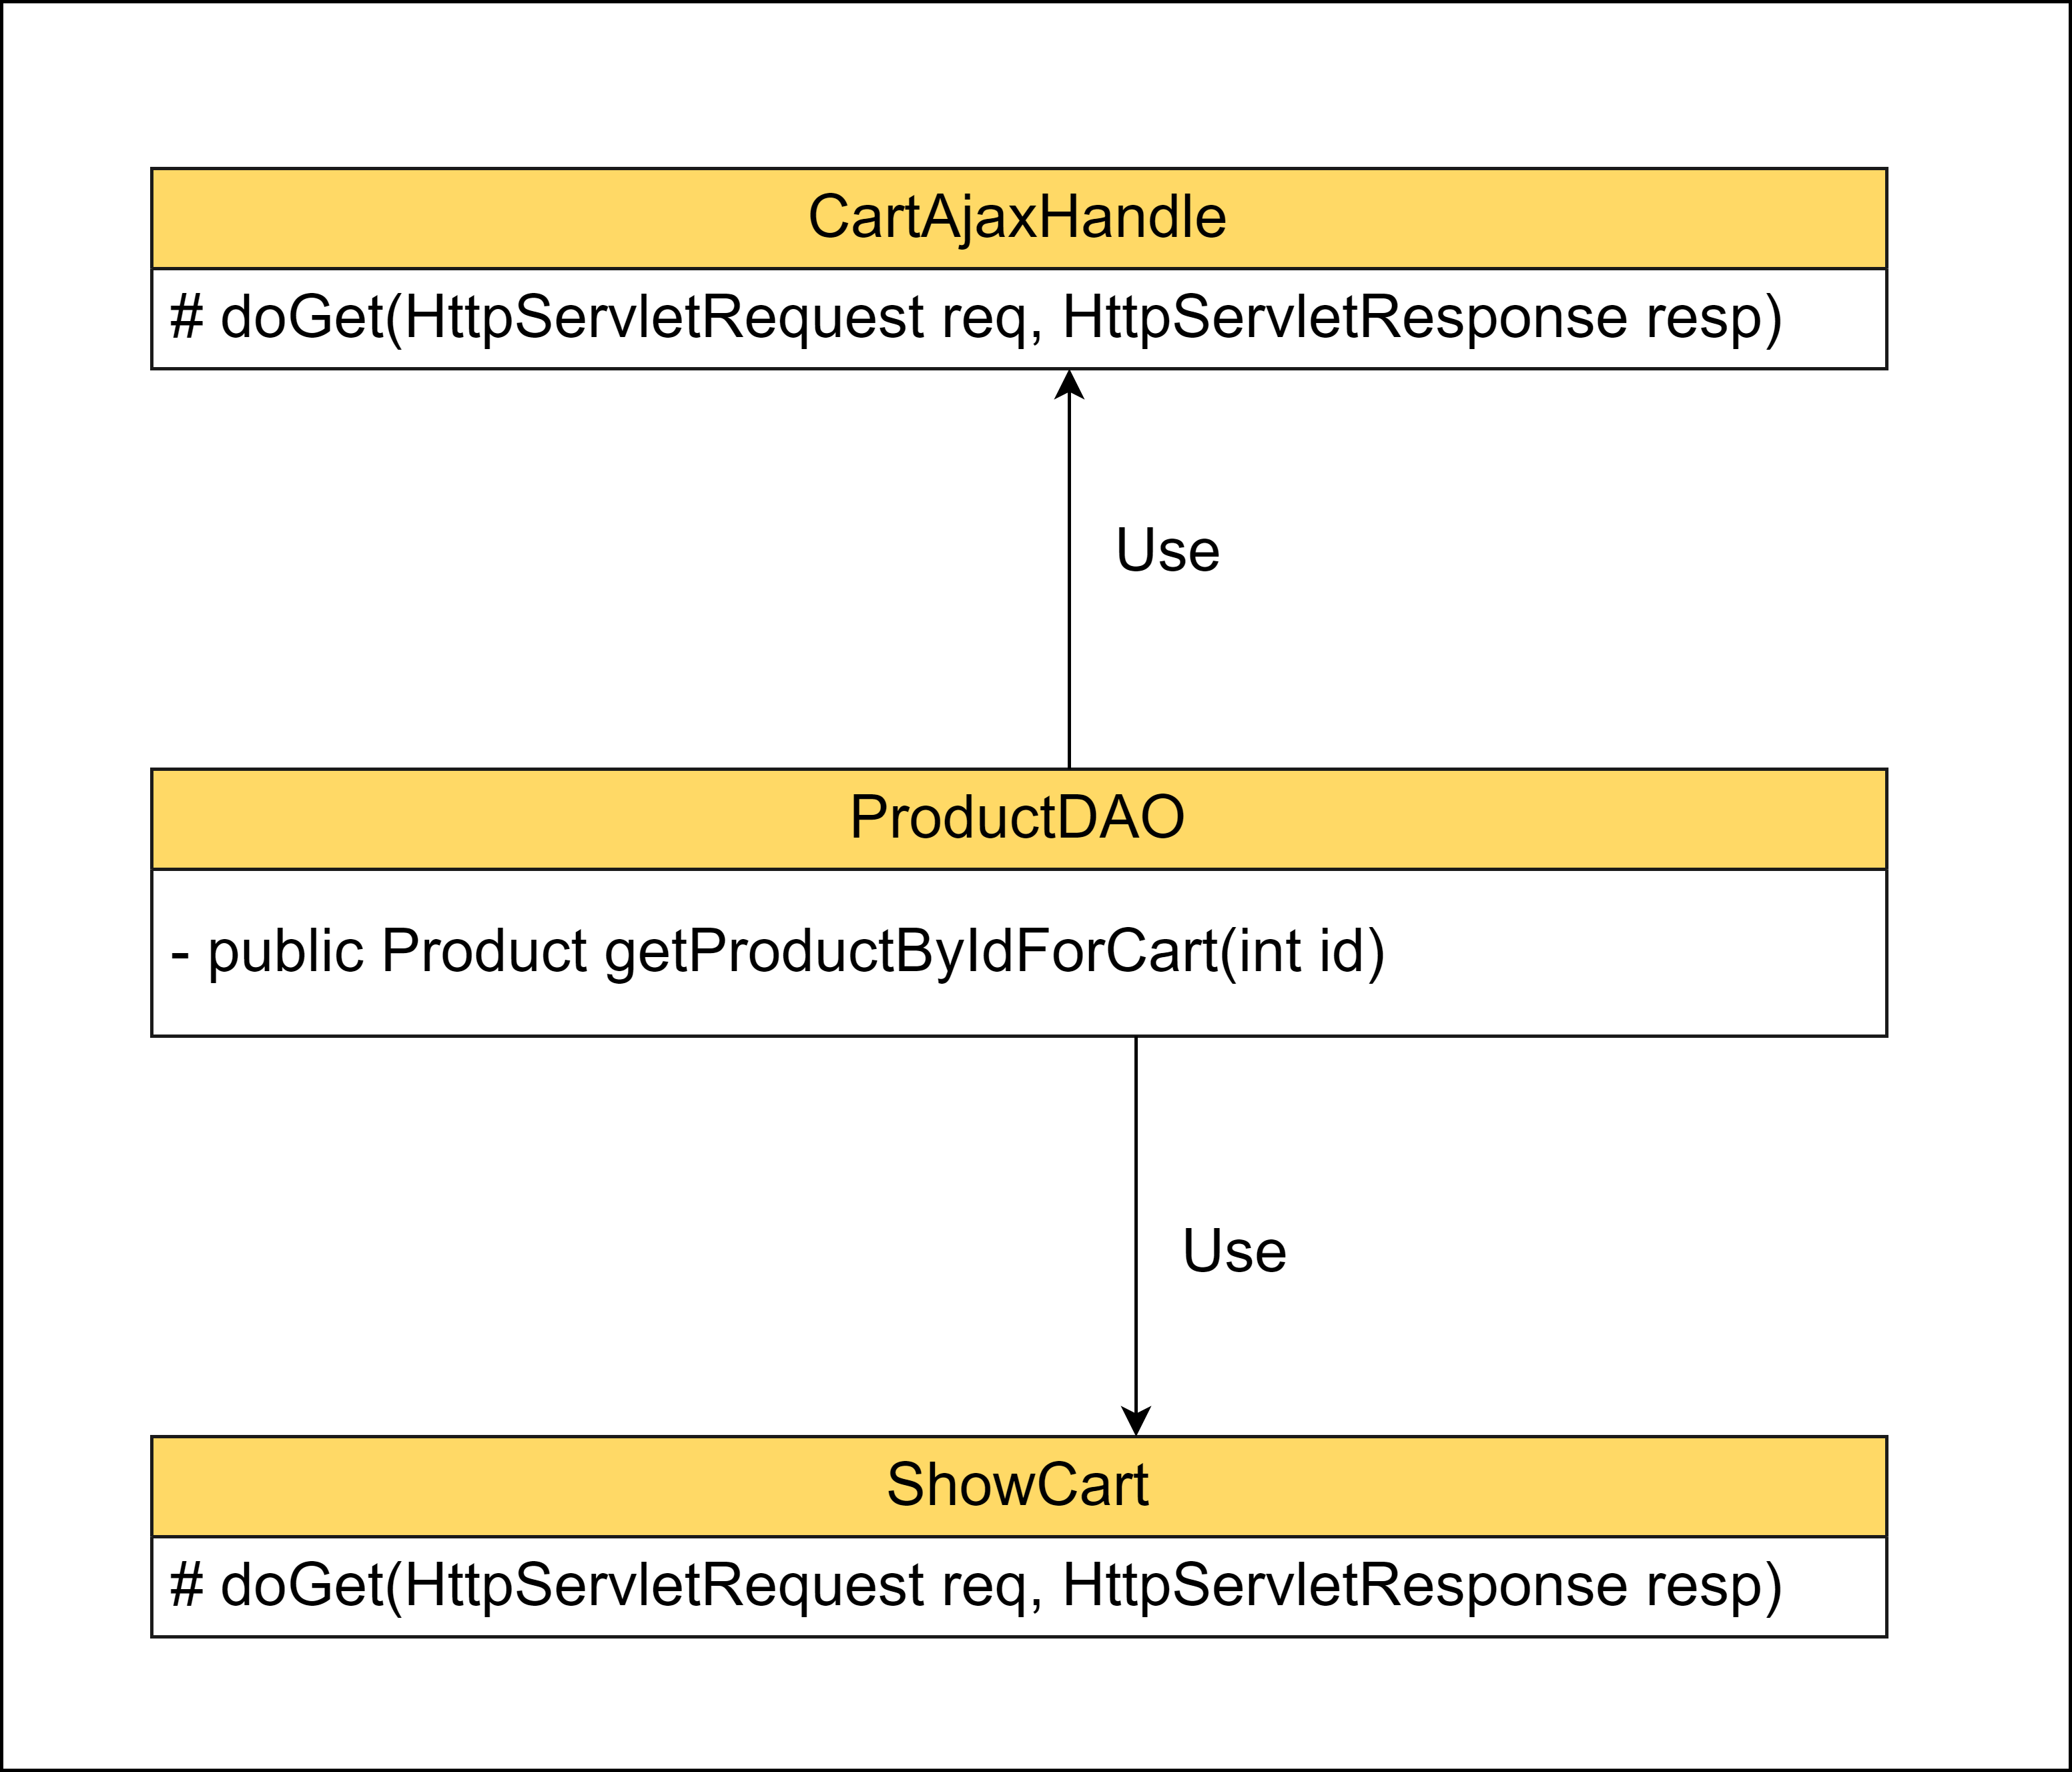 CartAjaxHandle
# doGet(HttpServletRequest req, HttpServletResponse resp)
Use
ProductDAO
- public Product getProductByIdForCart(int id)
Use
ShowCart
# doGet(HttpServletRequest req, HttpServletResponse resp)